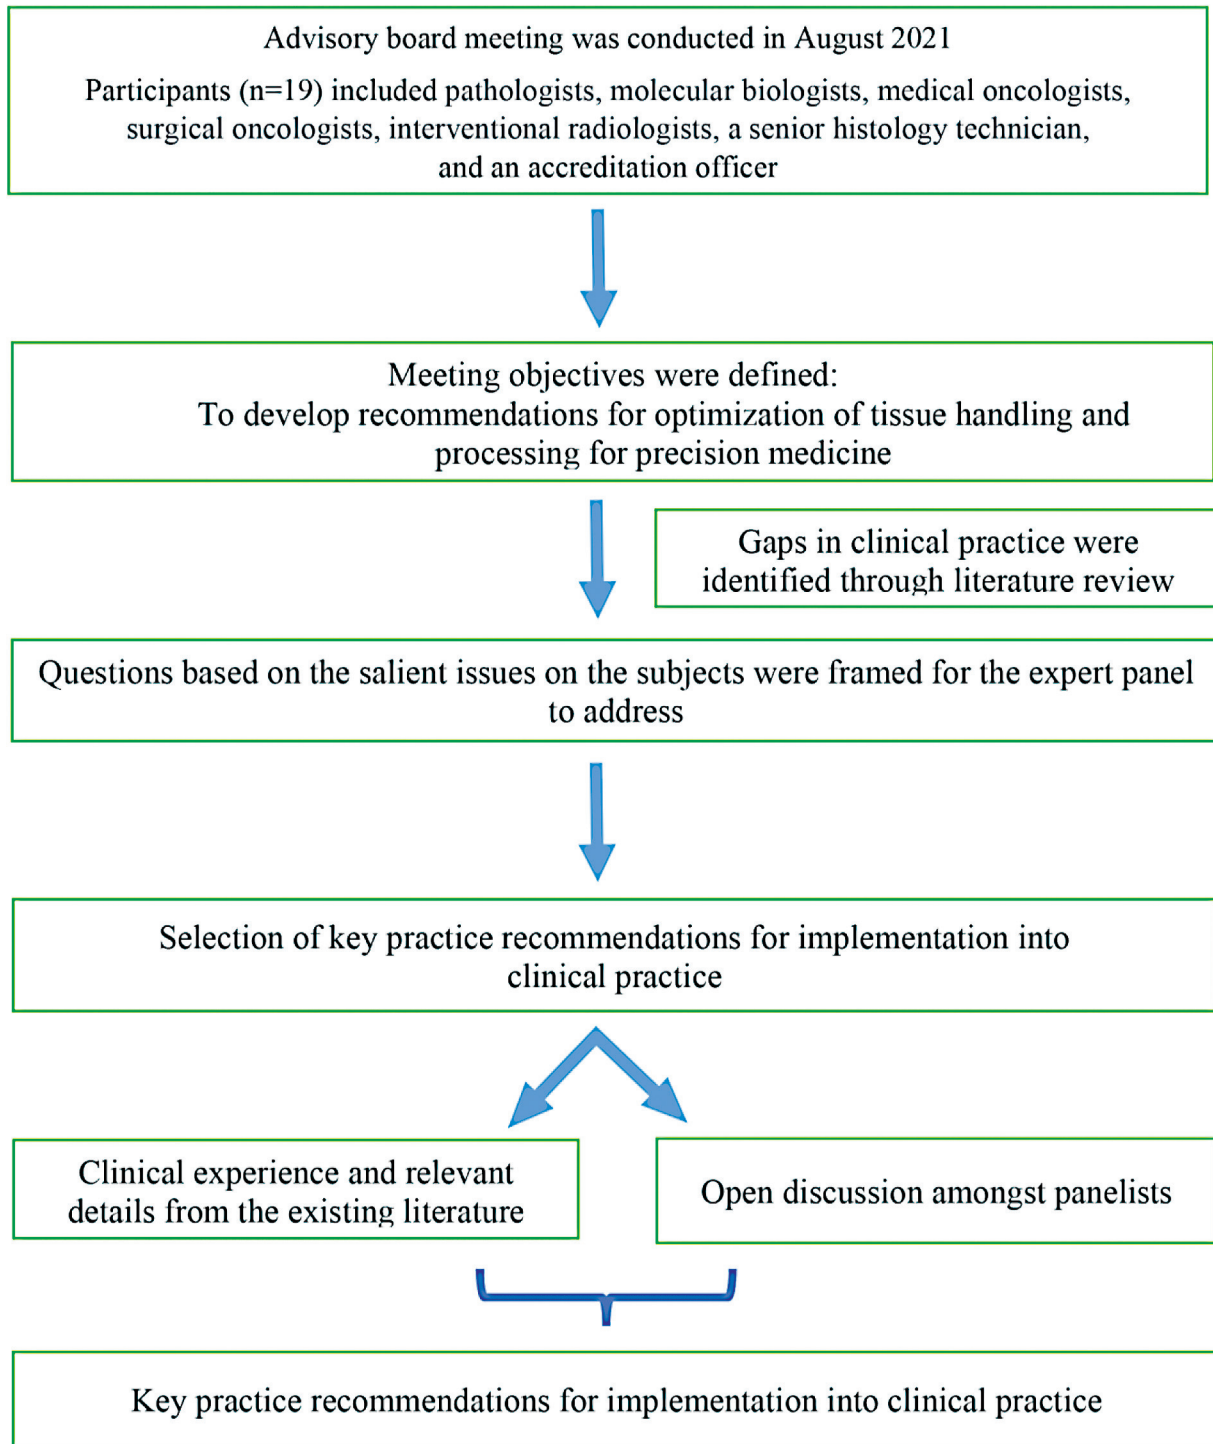 Advisory board meeting was conducted in August 2021
Participants (n=19) included pathologists, molecular biologists, medical oncologists,
surgical oncologists, interventional radiologists, a senior histology technician,
and an accreditation officer
Meeting objectives were defined:
To develop recommendations for optimization of tissue handling and
processing for precision medicine
Gaps in clinical practice were
identified through literature review
Questions based on the salient issues on the subjects were framed for the expert panel
to address
Selection of key practice recommendations for implementation into
clinical practice
Clinical experience and relevant
details from the existing literature
Open discussion amongst panelists
Key practice recommendations for implementation into clinical practice